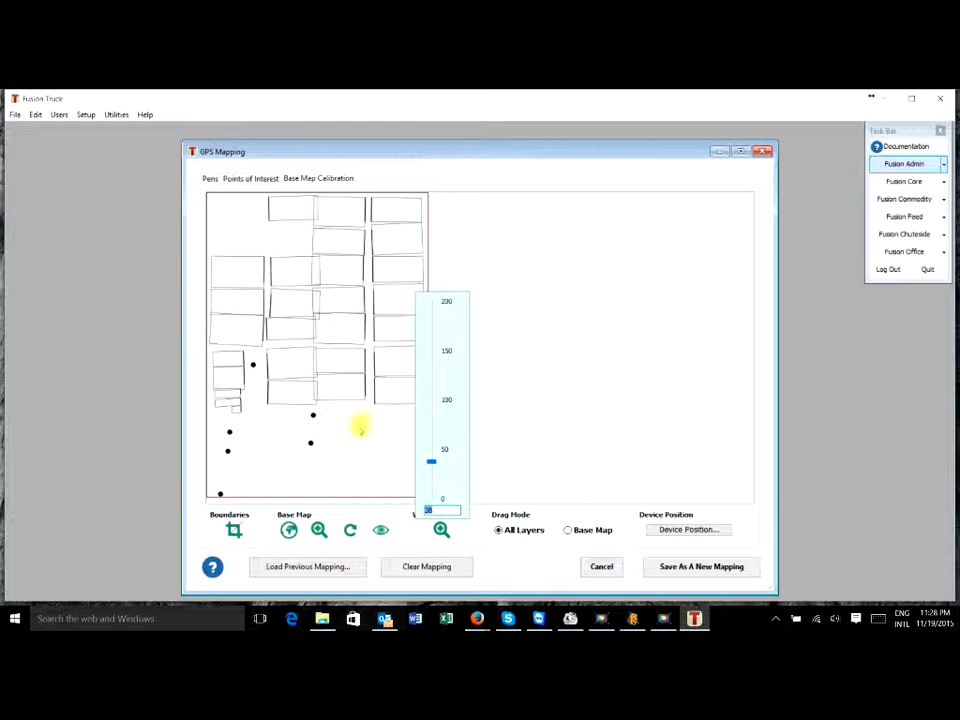 Fusion Truck
File Edit Users Setup Utilities Help
Task Bar
Documentation
Fusion Admin
Fusion Core
Fusion Commodity
Fusion Feed
Fusion Chuteside
Fusion Office
Log Out Quit
GPS Mapping
Pens Points of Interest Base Map Calibration
200
150
100
50
0
38
Boundaries Base Map Drag Mode Device Position
All Layers Base Map Device Position...
Load Previous Mapping... Clear Mapping Cancel Save As A New Mapping
Search the web and Windows
ENG 11:28 PM
INTL 11/19/2015